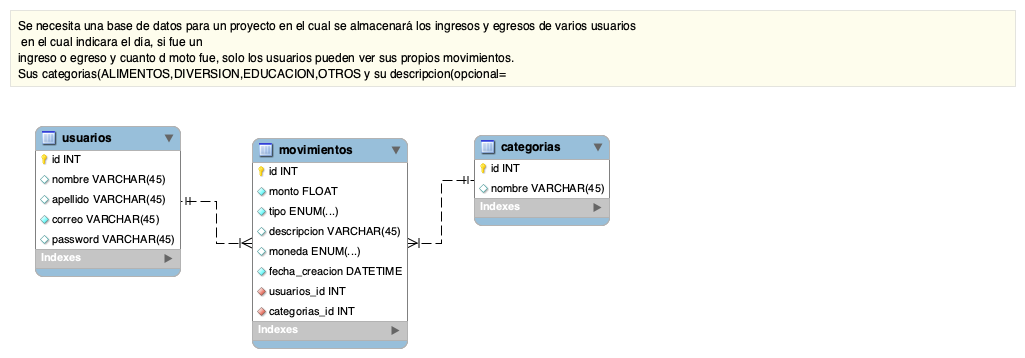 Se necesita una base de datos para un proyecto en el cual se almacenará los ingresos y egresos de varios usuarios
en el cual indicara el día, si fue un
ingreso o egreso y cuanto d moto fue, solo los usuarios pueden ver sus propios movimientos.
Sus categorias(ALIMENTOS,DIVERSION,EDUCACION,OTROS y su descripcion(opcional=
usuarios
id INT
nombre VARCHAR(45)
apellido VARCHAR(45)
correo VARCHAR(45)
password VARCHAR(45)
Indexes
movimientos
id INT
monto FLOAT
tipo ENUM(...)
descripcion VARCHAR(45)
moneda ENUM(...)
fecha_creacion DATETIME
usuarios_id INT
categorias_id INT
Indexes
categorias
id INT
nombre VARCHAR(45)
Indexes